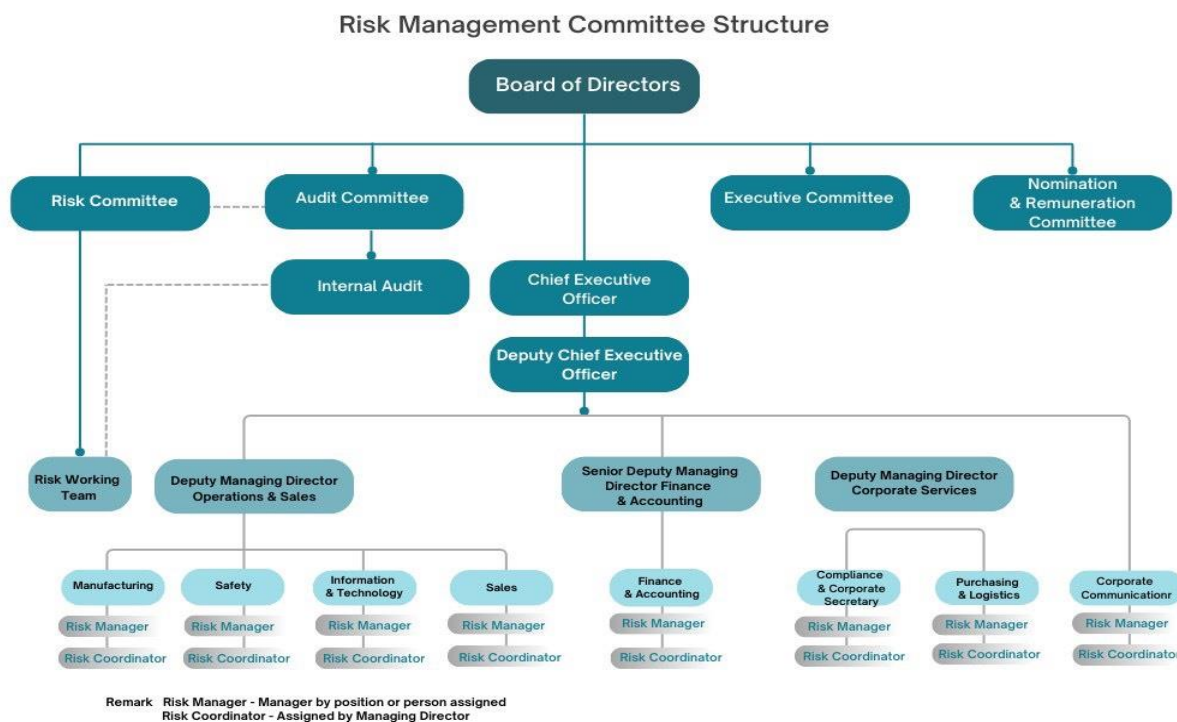 Risk Management Committee Structure
Board of Directors
Risk Committee
Audit Committee
Executive Committee
Nomination
& Remuneration
Committee
Internal Audit
Chief Executive
Officer
Deputy Chief Executive
Officer
Risk Working
Team
Deputy Managing Director
Operations & Sales
Senior Deputy Managing
Director Finance
& Accounting
Deputy Managing Director
Corporate Services
Manufacturing
Safety
Information
& Technology
Sales
Finance
& Accounting
Compliance
& Corporate
Secretary
Purchasing
& Logistics
Corporate
Communicationr
Risk Manager
Risk Manager
Risk Manager
Risk Manager
Risk Manager
Risk Manager
Risk Manager
Risk Manager
Risk Coordinator
Risk Coordinator
Risk Coordinator
Risk Coordinator
Risk Coordinator
Risk Coordinator
Risk Coordinator
Risk Coordinator
Remark Risk Manager - Manager by position or person assigned
Risk Coordinator - Assigned by Managing Director